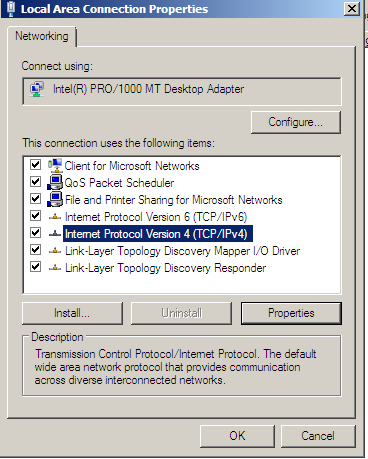 Local Area Connection Properties
Networking
Connect using:
Intel(R) PRO/1000 MT Desktop Adapter
Configure...
This connection uses the following items:
Client for Microsoft Networks
QoS Packet Scheduler
File and Printer Sharing for Microsoft Networks
Internet Protocol Version 6 (TCP/IPv6)
Internet Protocol Version 4 (TCP/IPv4)
Link-Layer Topology Discovery Mapper I/O Driver
Link-Layer Topology Discovery Responder
Install...
Uninstall
Properties
Description
Transmission Control Protocol/Internet Protocol. The default
wide area network protocol that provides communication
across diverse interconnected networks.
OK
Cancel